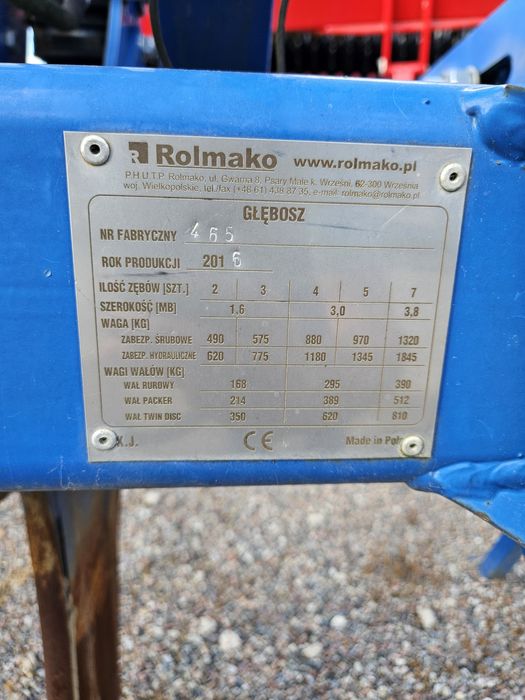 Rolmako www.rolmako.pl
P.H.U.T.P. Rolmako, ul. Gwarna 8, Psary Małe k. Wrześni, 62-300 Września
woj. Wielkopolskie, tel./fax (+48 61) 438 87 35, e-mail: rolmako@rolmako.pl
GŁĘBOSZ
NR FABRYCZNY 465
ROK PRODUKCJI 2016
ILOŚĆ ZĘBÓW [SZT.] 2 3 4 5 7
SZEROKOŚĆ [MB] 1,6 3,0 3,8
WAGA [KG]
ZABEZP. ŚRUBOWE 490 575 880 970 1320
ZABEZP. HYDRAULICZNE 620 775 1180 1345 1845
WAGI WAŁÓW [KG]
WAŁ RUROWY 168 295 390
WAŁ PACKER 214 389 512
WAŁ TWIN DISC 350 620 810
K.J. CE Made in Pol